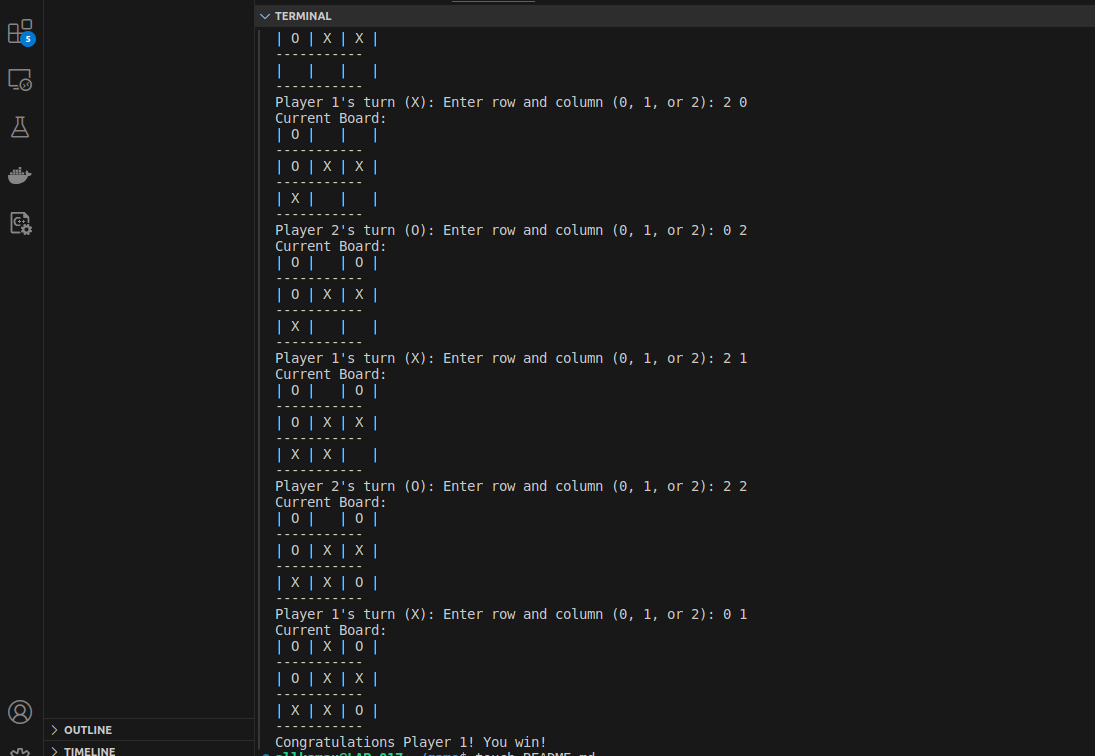 5
TERMINAL
| O | X | X |
-----------
|   |   |   |
-----------
Player 1's turn (X): Enter row and column (0, 1, or 2): 2 0
Current Board:
| O |   |   |
-----------
| O | X | X |
-----------
| X |   |   |
-----------
Player 2's turn (O): Enter row and column (0, 1, or 2): 0 2
Current Board:
| O |   | O |
-----------
| O | X | X |
-----------
| X |   |   |
-----------
Player 1's turn (X): Enter row and column (0, 1, or 2): 2 1
Current Board:
| O |   | O |
-----------
| O | X | X |
-----------
| X | X |   |
-----------
Player 2's turn (O): Enter row and column (0, 1, or 2): 2 2
Current Board:
| O |   | O |
-----------
| O | X | X |
-----------
| X | X | O |
-----------
Player 1's turn (X): Enter row and column (0, 1, or 2): 0 1
Current Board:
| O | X | O |
-----------
| O | X | X |
-----------
| X | X | O |
-----------
Congratulations Player 1! You win!
touch README.md
OUTLINE
TIMELINE